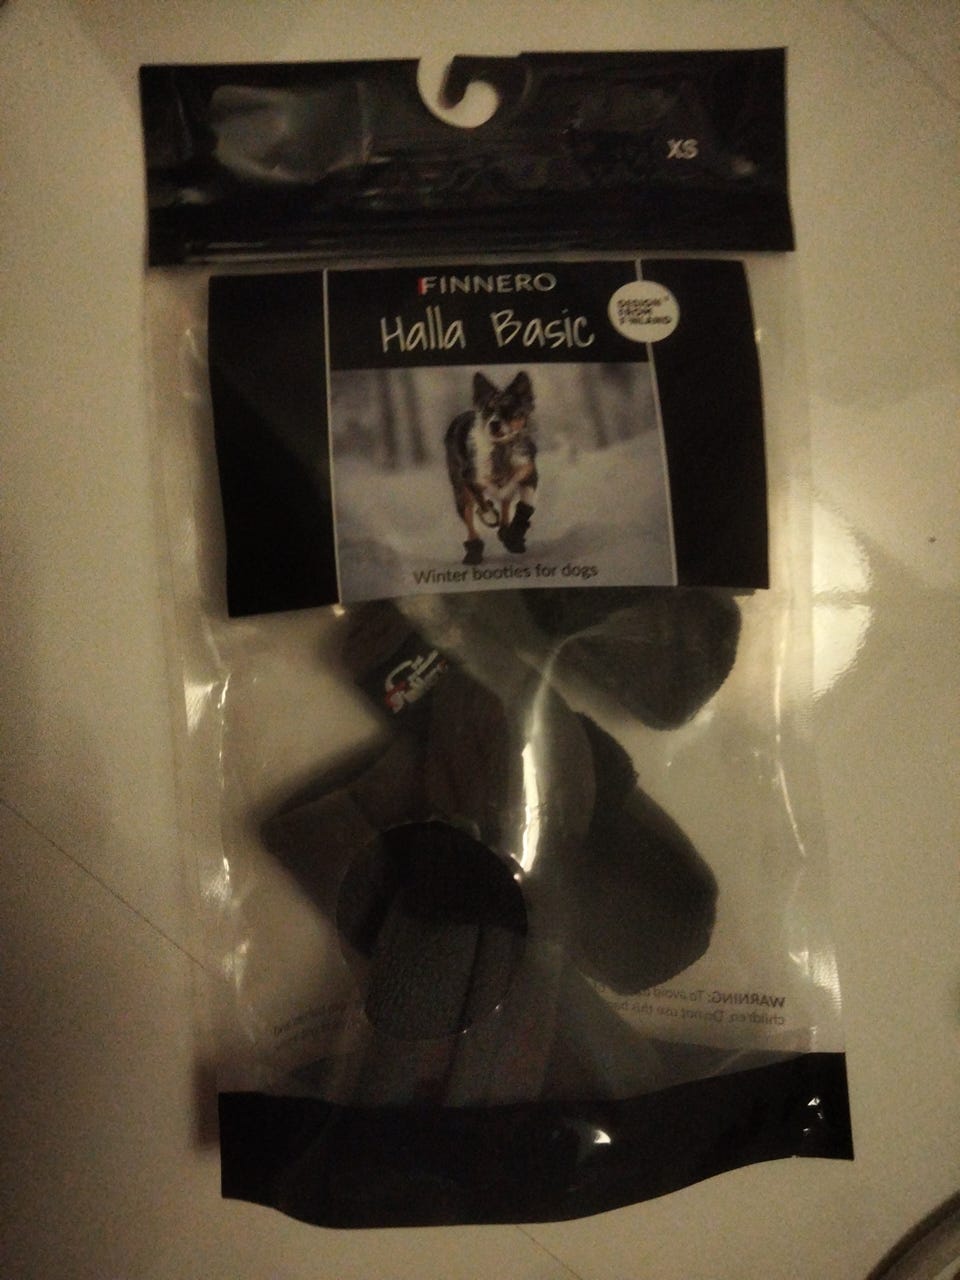 XS
FINNERO
Halla Basic
DESIGN
FROM
FINLAND
Winter booties for dogs
WARNING: To avoid
children. Do not use this